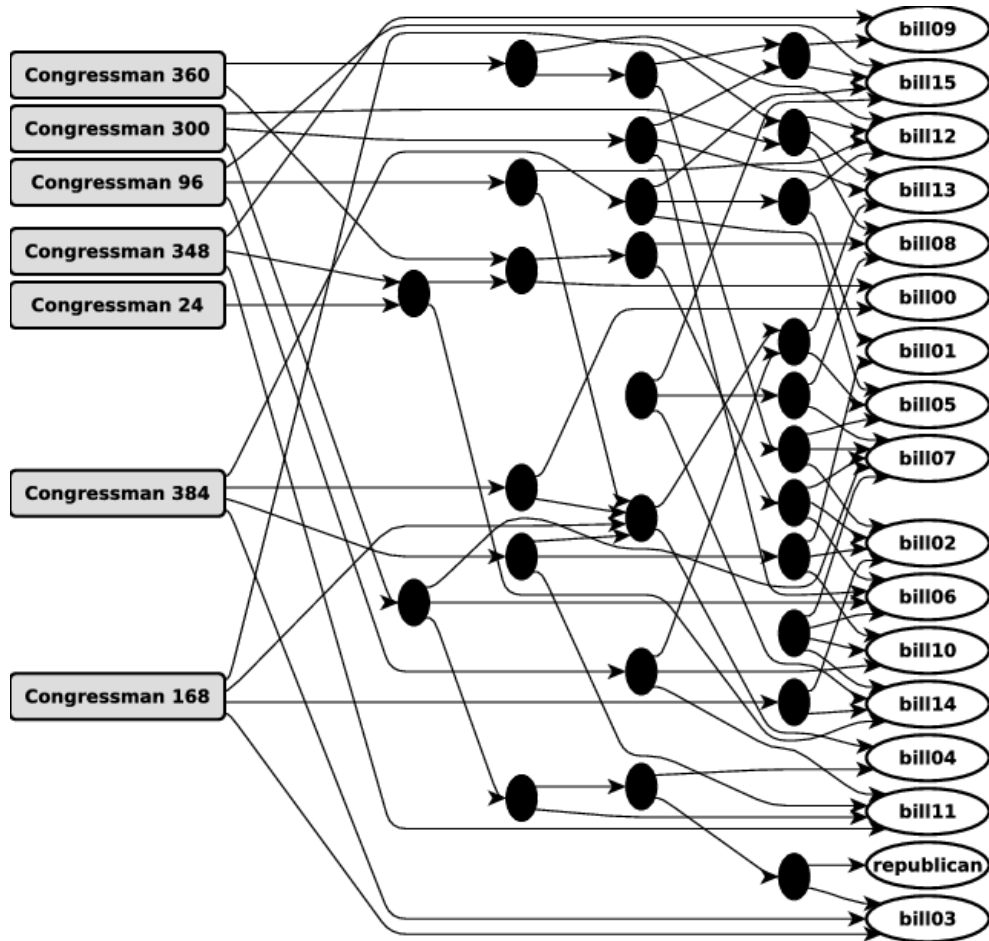 Congressman 360
Congressman 300
Congressman 96
Congressman 348
Congressman 24
Congressman 384
Congressman 168
bill09
bill15
bill12
bill13
bill08
bill00
bill01
bill05
bill07
bill02
bill06
bill10
bill14
bill04
bill11
republican
bill03